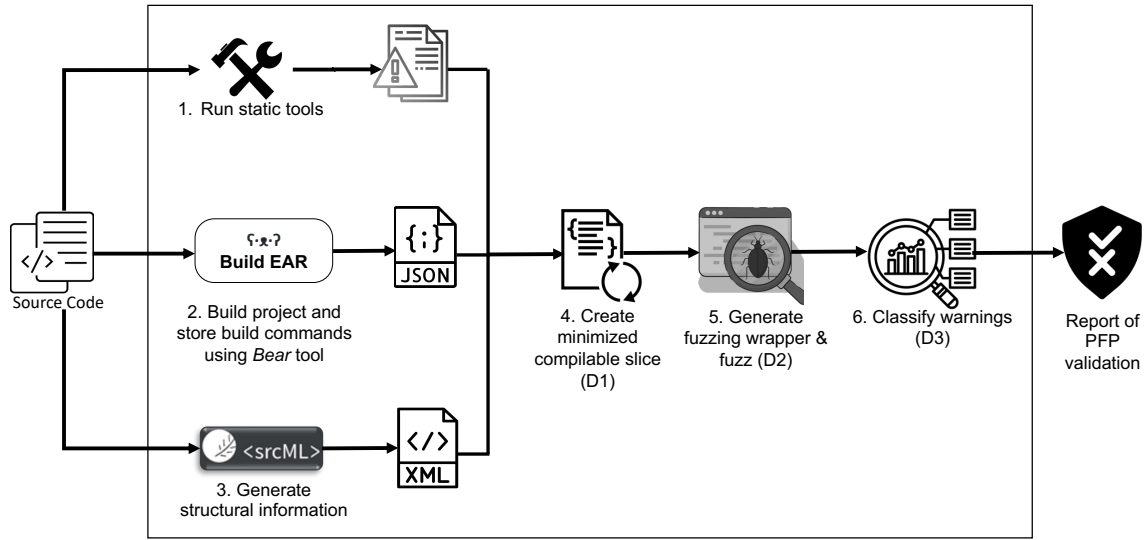 1. Run static tools
</>
Source Code
ʕ·ᴥ·ʔ
Build EAR
{;}
JSON
2. Build project and
store build commands
using Bear tool
<srcML>
</>
XML
3. Generate
structural information
{ }
4. Create
minimized
compilable slice
(D1)
5. Generate
fuzzing wrapper &
fuzz (D2)
6. Classify warnings
(D3)
Report of
PFP
validation